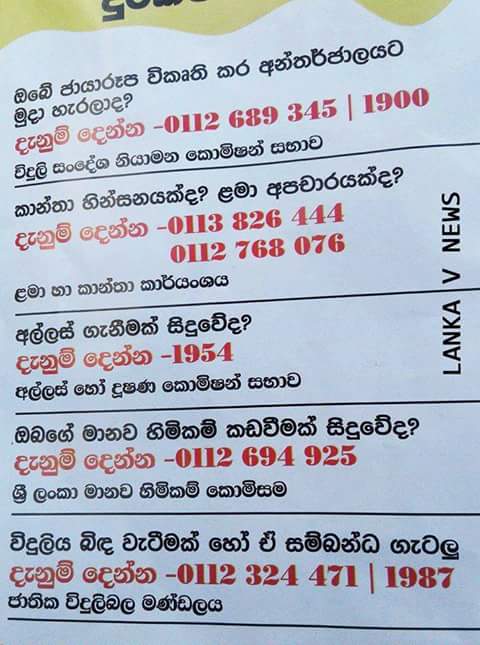 ඔබේ ඡායාරූප විකෘති කර අන්තර්ජාලයට
මුදා හැරලාද?
දැනුම් දෙන්න -0112 689 345 | 1900
විදුලි සංදේශ නියාමන කොමිෂන් සභාව
කාන්තා හින්සනයක්ද? ළමා අපචාරයක්ද?
දැනුම් දෙන්න -0113 826 444
0112 768 076
ළමා හා කාන්තා කාර්යංශය
අල්ලස් ගැනීමක් සිදුවේද?
දැනුම් දෙන්න -1954
අල්ලස් හෝ දූෂණ කොමිෂන් සභාව
ඔබගේ මානව හිමිකම් කඩවීමක් සිදුවේද?
දැනුම් දෙන්න -0112 694 925
ශ්‍රී ලංකා මානව හිමිකම් කොමිසම
විදුලිය බිඳ වැටීමක් හෝ ඒ සම්බන්ධ ගැටලු
දැනුම් දෙන්න -0112 324 471 | 1987
ජාතික විදුලිබල මණ්ඩලය
LANKA V NEWS